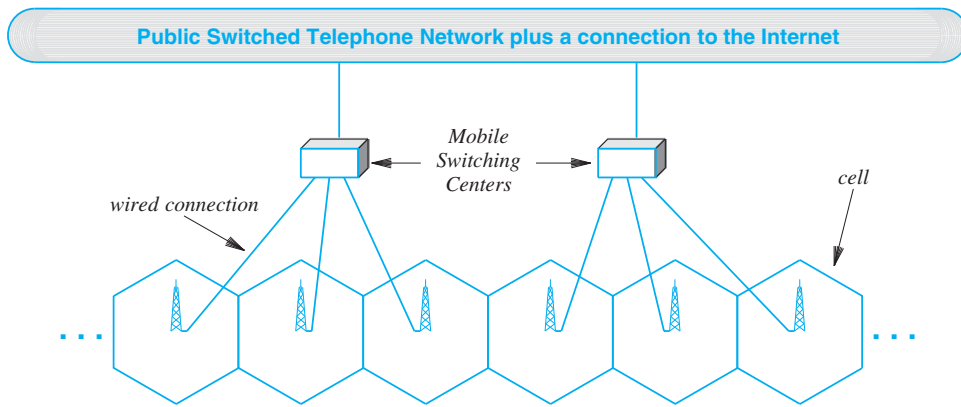 Public Switched Telephone Network plus a connection to the Internet
Mobile
Switching
Centers
cell
wired connection
. . .
. . .